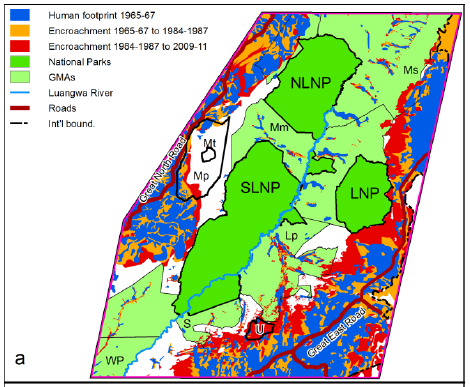 Human footprint 1965-67
Encroachment 1965-67 to 1984-1987
Encroachment 1984-1987 to 2009-11
National Parks
GMAs
Luangwa River
Roads
Int'l bound.
NLNP
Ms
Great North Road
Mt
Mm
Mp
SLNP
LNP
Lp
S
U
Great East Road
WP
a